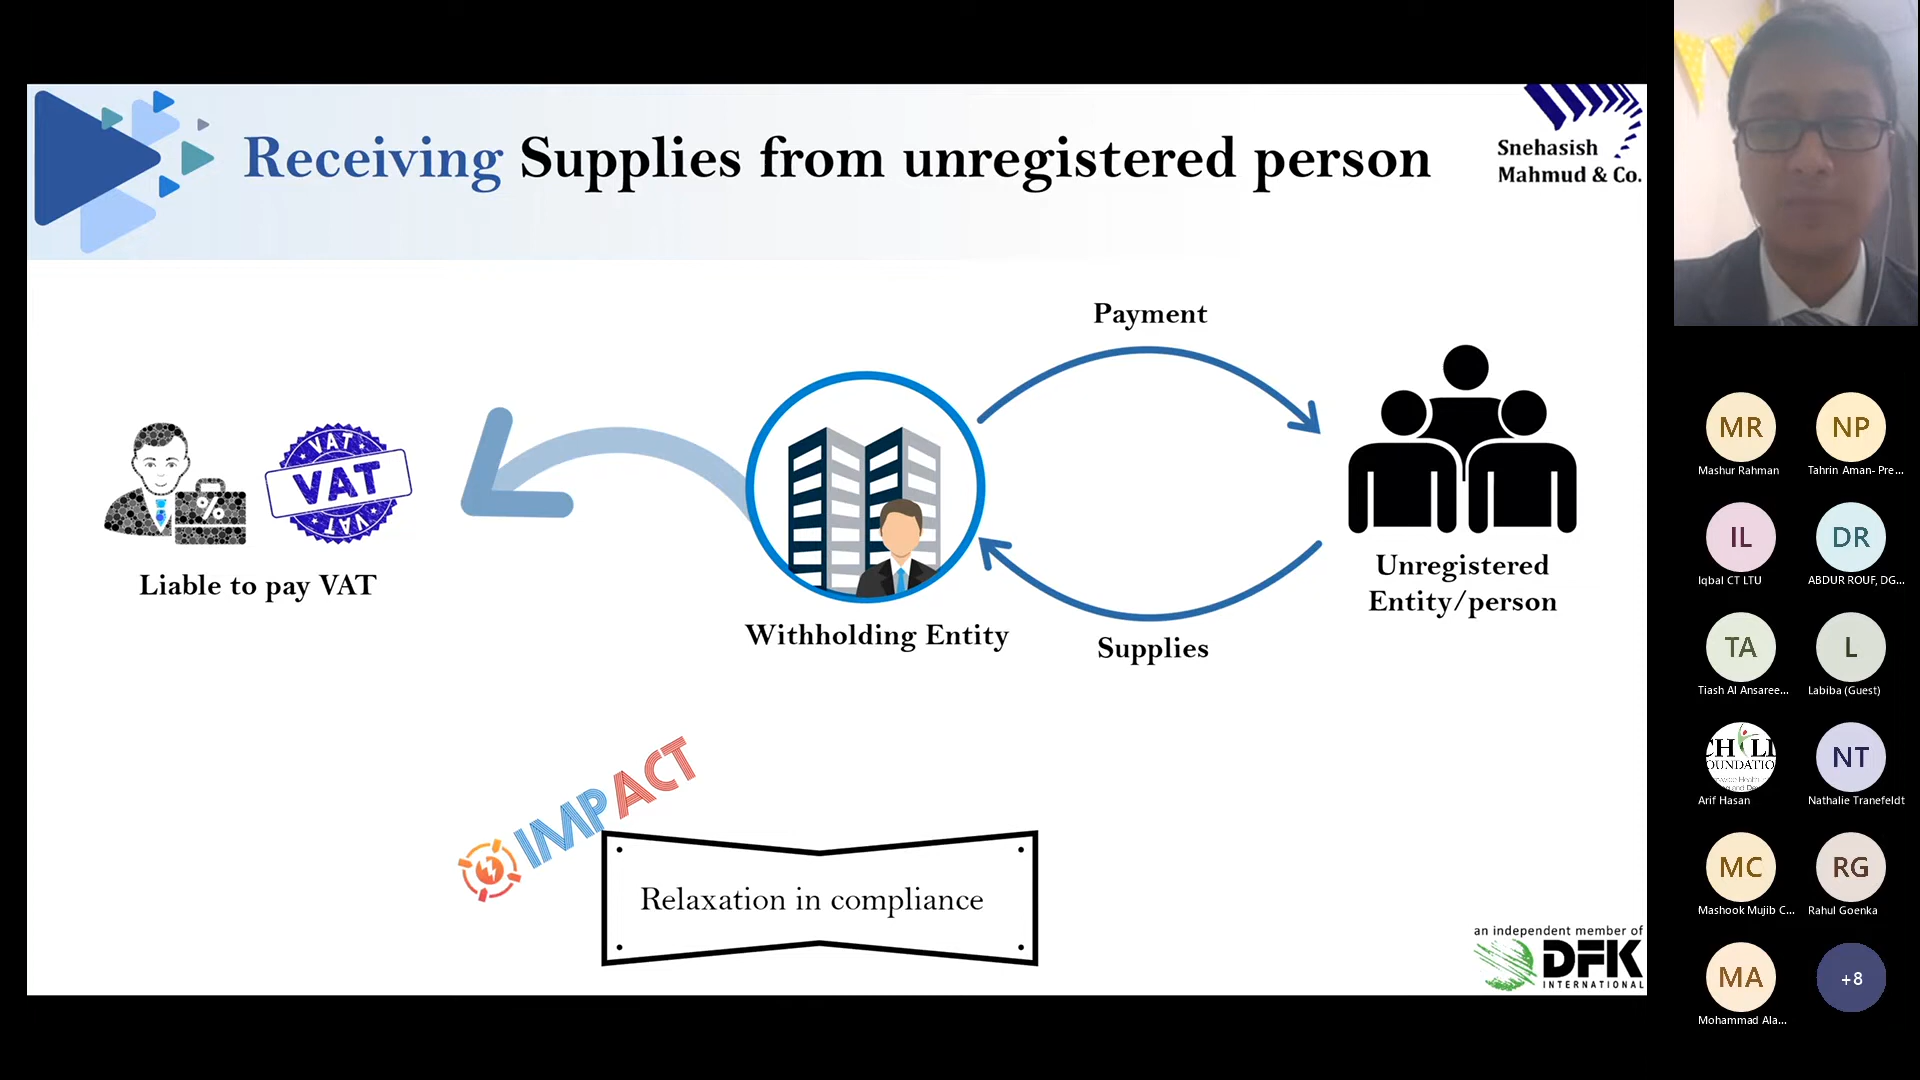 Receiving Supplies from unregistered person
Snehasish
Mahmud & Co.
Payment
VAT
VAT
VAT
Liable to pay VAT
%
Withholding Entity
Unregistered
Entity/person
Supplies
IMPACT
Relaxation in compliance
an independent member of
DFK
INTERNATIONAL
MR
Mashur Rahman
NP
Tahrin Aman- Pre...
IL
Iqbal CT LTU
DR
ABDUR ROUF, DG...
TA
Tiash Al Ansaree...
L
Labiba (Guest)
Arif Hasan
NT
Nathalie Tranefeldt
MC
Mashook Mujib C...
RG
Rahul Goenka
MA
Mohammad Ala...
+8